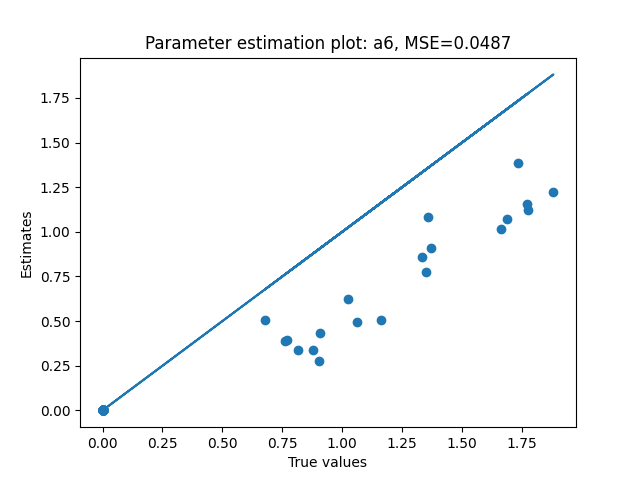 Parameter estimation plot: a6, MSE=0.0487
Estimates
1.75
1.50
1.25
1.00
0.75
0.50
0.25
0.00
0.00 0.25 0.50 0.75 1.00 1.25 1.50 1.75
True values